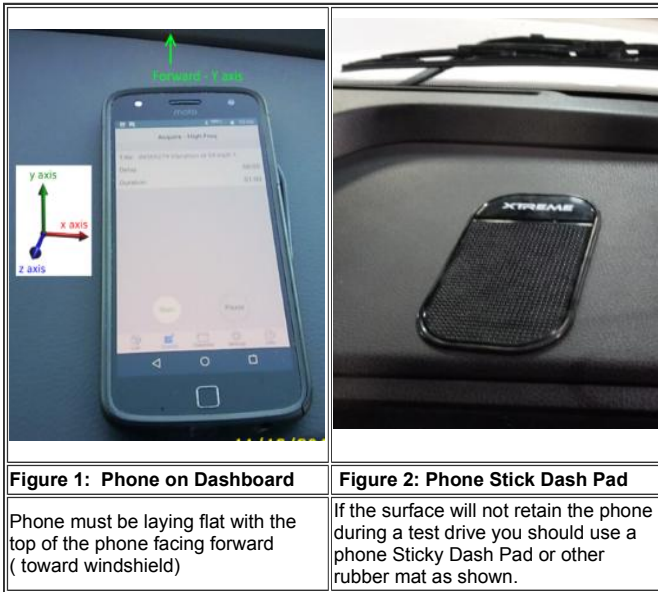 Forward - Y axis
moto
Acquire - High Freq
Setup
Duration
Start
Pause
y axis
x axis
z axis
XTREME
Figure 1: Phone on Dashboard
Figure 2: Phone Stick Dash Pad
Phone must be laying flat with the
top of the phone facing forward
( toward windshield)
If the surface will not retain the phone
during a test drive you should use a
phone Sticky Dash Pad or other
rubber mat as shown.